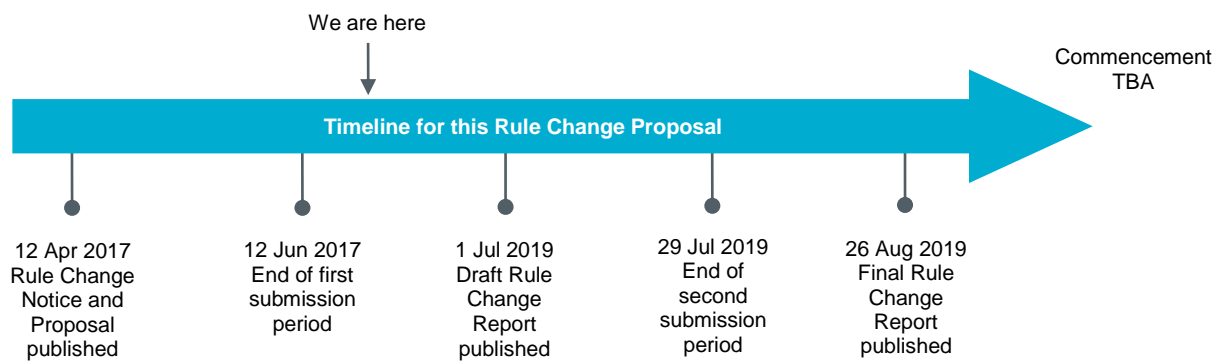 We are here
Commencement
TBA
Timeline for this Rule Change Proposal
12 Apr 2017
Rule Change
Notice and
Proposal
published
12 Jun 2017
End of first
submission
period
1 Jul 2019
Draft Rule
Change
Report
published
29 Jul 2019
End of
second
submission
period
26 Aug 2019
Final Rule
Change
Report
published